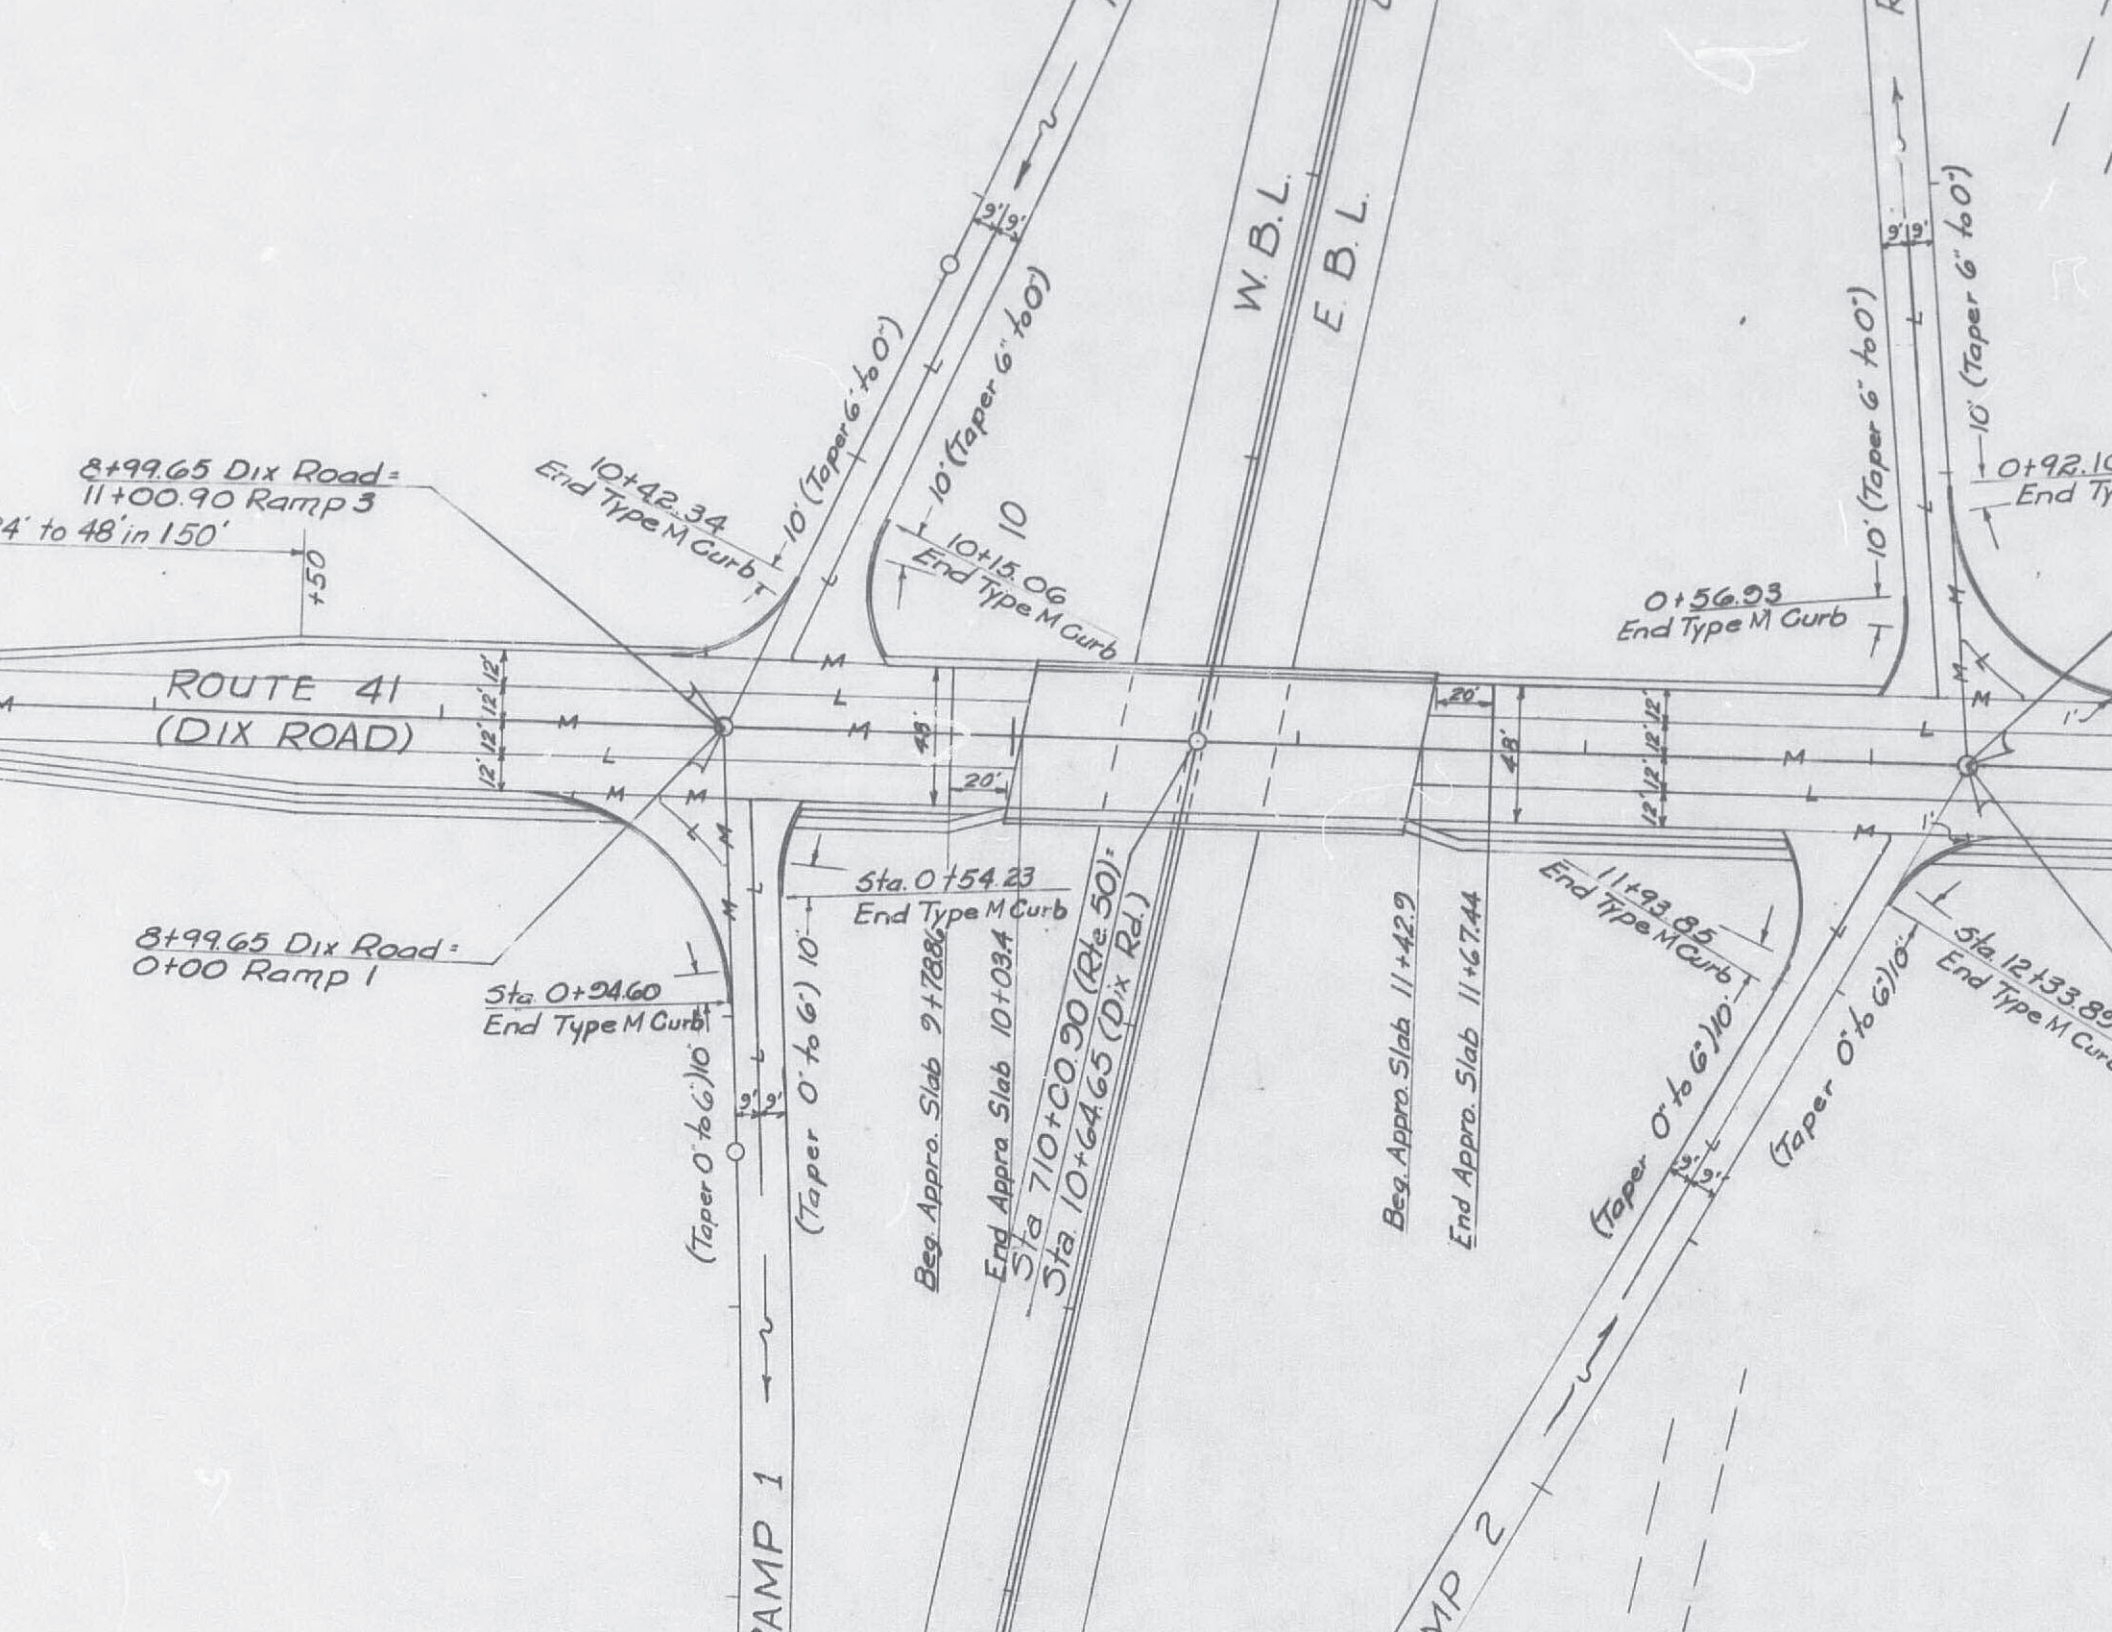 W. B. L.
E. B. L.
9'
9'
9'
9'
10' (Taper 6" to 0")
10' (Taper 6" to 0")
10' (Taper 6" to 0")
10' (Taper 6" to 0")
8+99.65 Dix Road =
11+00.90 Ramp 3
4' to 48' in 150'
+50
10+42.34
End Type M Curb
10
10+15.06
End Type M Curb
0+56.93
End Type M Curb
0+92.10
End Ty
ROUTE 41
(DIX ROAD)
12'
12'
12'
12'
M
M
M
M
L
L
M
M
M
M
L
48'
20'
20'
48'
12'
12'
12'
12'
M
L
L
M
M
M
M
1'
1'
L
L
L
L
L
8+99.65 Dix Road =
0+00 Ramp 1
Sta. 0+54.23
End Type M Curb
Sta 0+94.60
End Type M Curb
(Taper 0" to 6") 10'
(Taper 0" to 6") 10'
9'
9'
L
L
Beg. Appro. Slab 9+78.86
End Appro Slab 10+03.4
Sta 710+00.90 (Rte. 50) =
Sta. 10+64.65 (Dix Rd.)
Beg. Appro. Slab 11+42.9
End Appro. Slab 11+67.44
11+93.85
End Type M Curb
Sta. 12+33.89
End Type M Curb
(Taper 0" to 6") 10'
(Taper 0" to 6") 10'
L
L
9'
9'
RAMP 1
MP 2